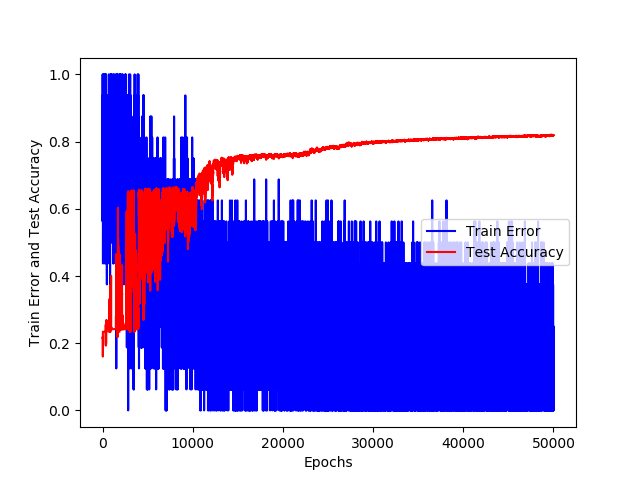 1.0
0.8
0.6
0.4
0.2
0.0
Train Error and Test Accuracy
Train Error
Test Accuracy
0 10000 20000 30000 40000 50000
Epochs